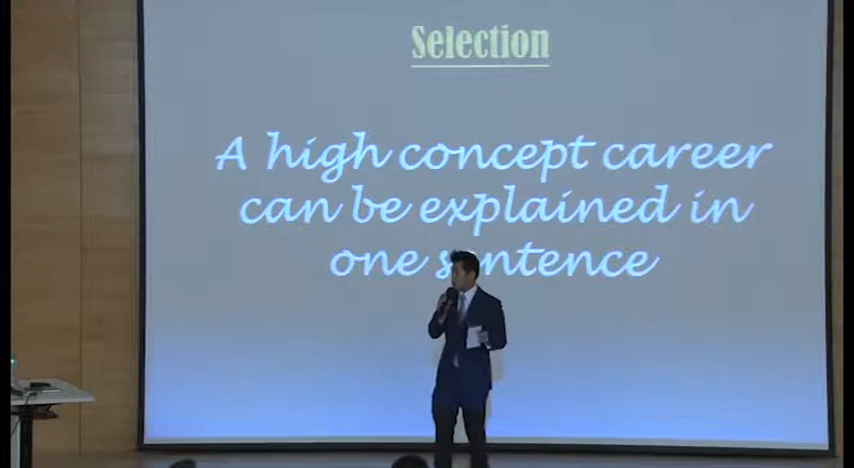 Selection
A high concept career
can be explained in
one sentence